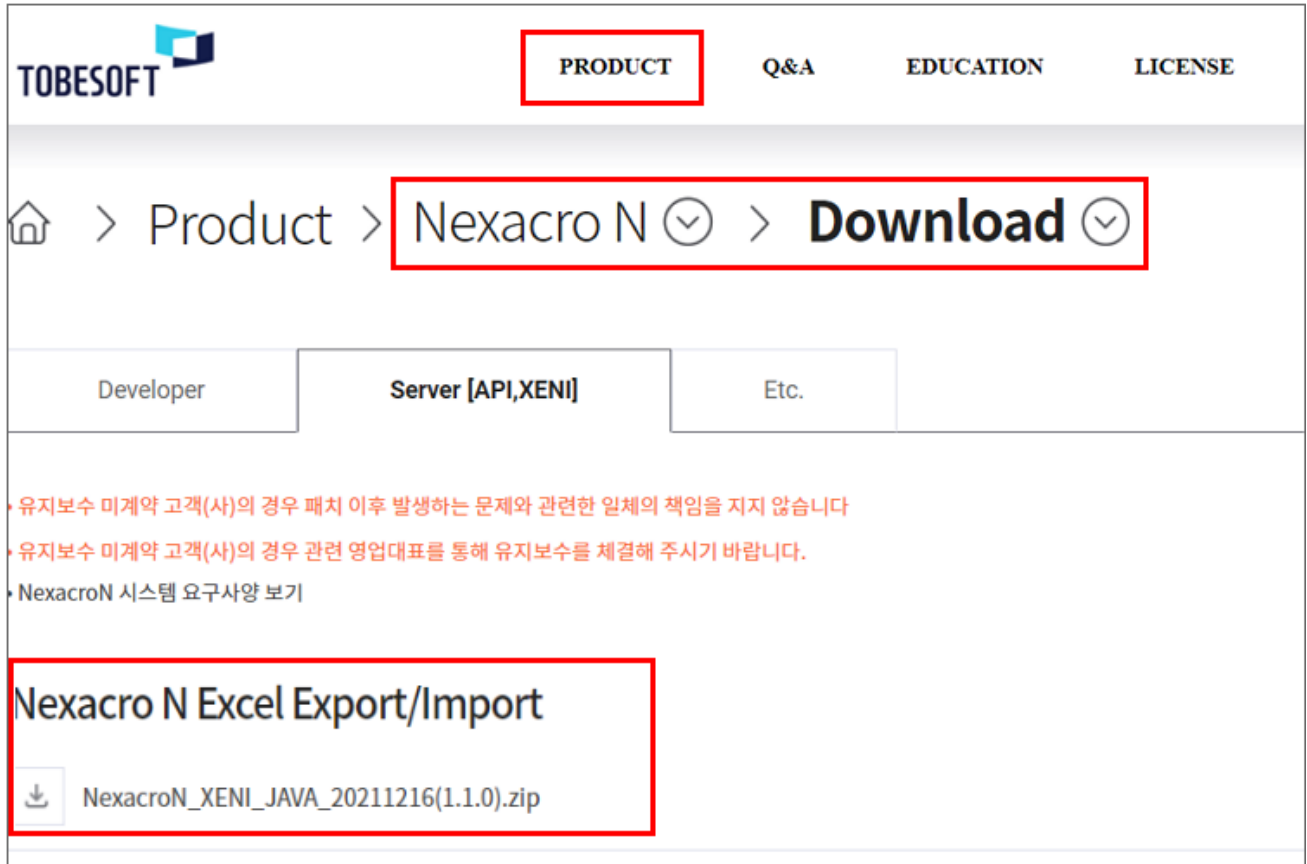 TOBESOFT
PRODUCT Q&A EDUCATION LICENSE
> Product > Nexacro N > Download
Developer Server [API,XENI] Etc.
• 유지보수 미계약 고객(사)의 경우 패치 이후 발생하는 문제와 관련한 일체의 책임을 지지 않습니다
• 유지보수 미계약 고객(사)의 경우 관련 영업대표를 통해 유지보수를 체결해 주시기 바랍니다.
• NexacroN 시스템 요구사양 보기
Nexacro N Excel Export/Import
NexacroN_XENI_JAVA_20211216(1.1.0).zip